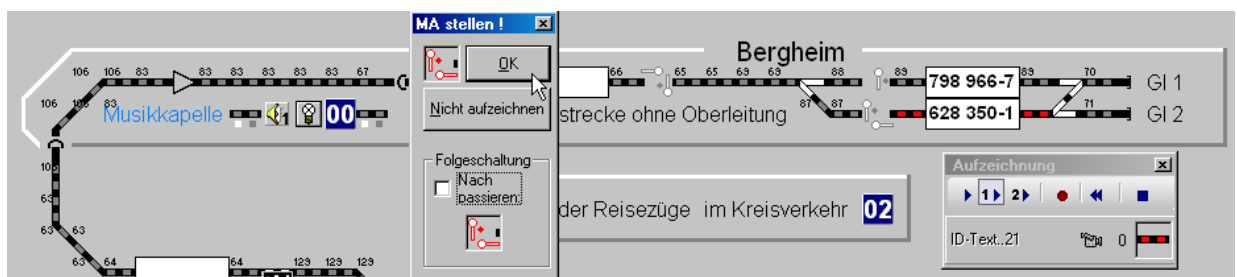 MA stellen !
Bergheim
106 106 83 83 83 83 83 67
66 65 65 69 69 88 89 798 966-7 89 70 Gl 1
OK
106 83
Musikkapelle 1 00
Nicht aufzeichnen
strecke ohne Oberleitung
87 87 628 350-1 71 Gl 2
Folgeschaltung
Nach
passieren:
Aufzeichnung
1 2
63
der Reisezüge im Kreisverkehr 02
ID-Text..21 0
63 63
63 64 64 129 129 129